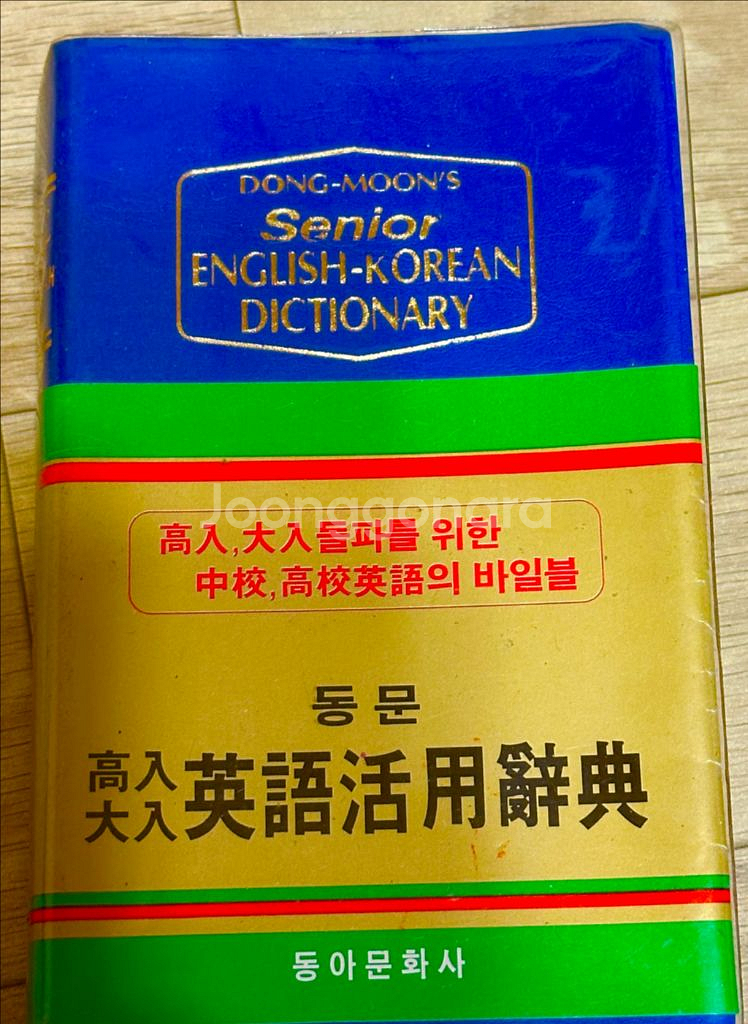 DONG-MOON'S
Senior
ENGLISH-KOREAN
DICTIONARY
Joonggonara
高入,大入돌파를 위한
中校,高校英語의 바일블
동문
高入
大入
英語活用辭典
동아문화사